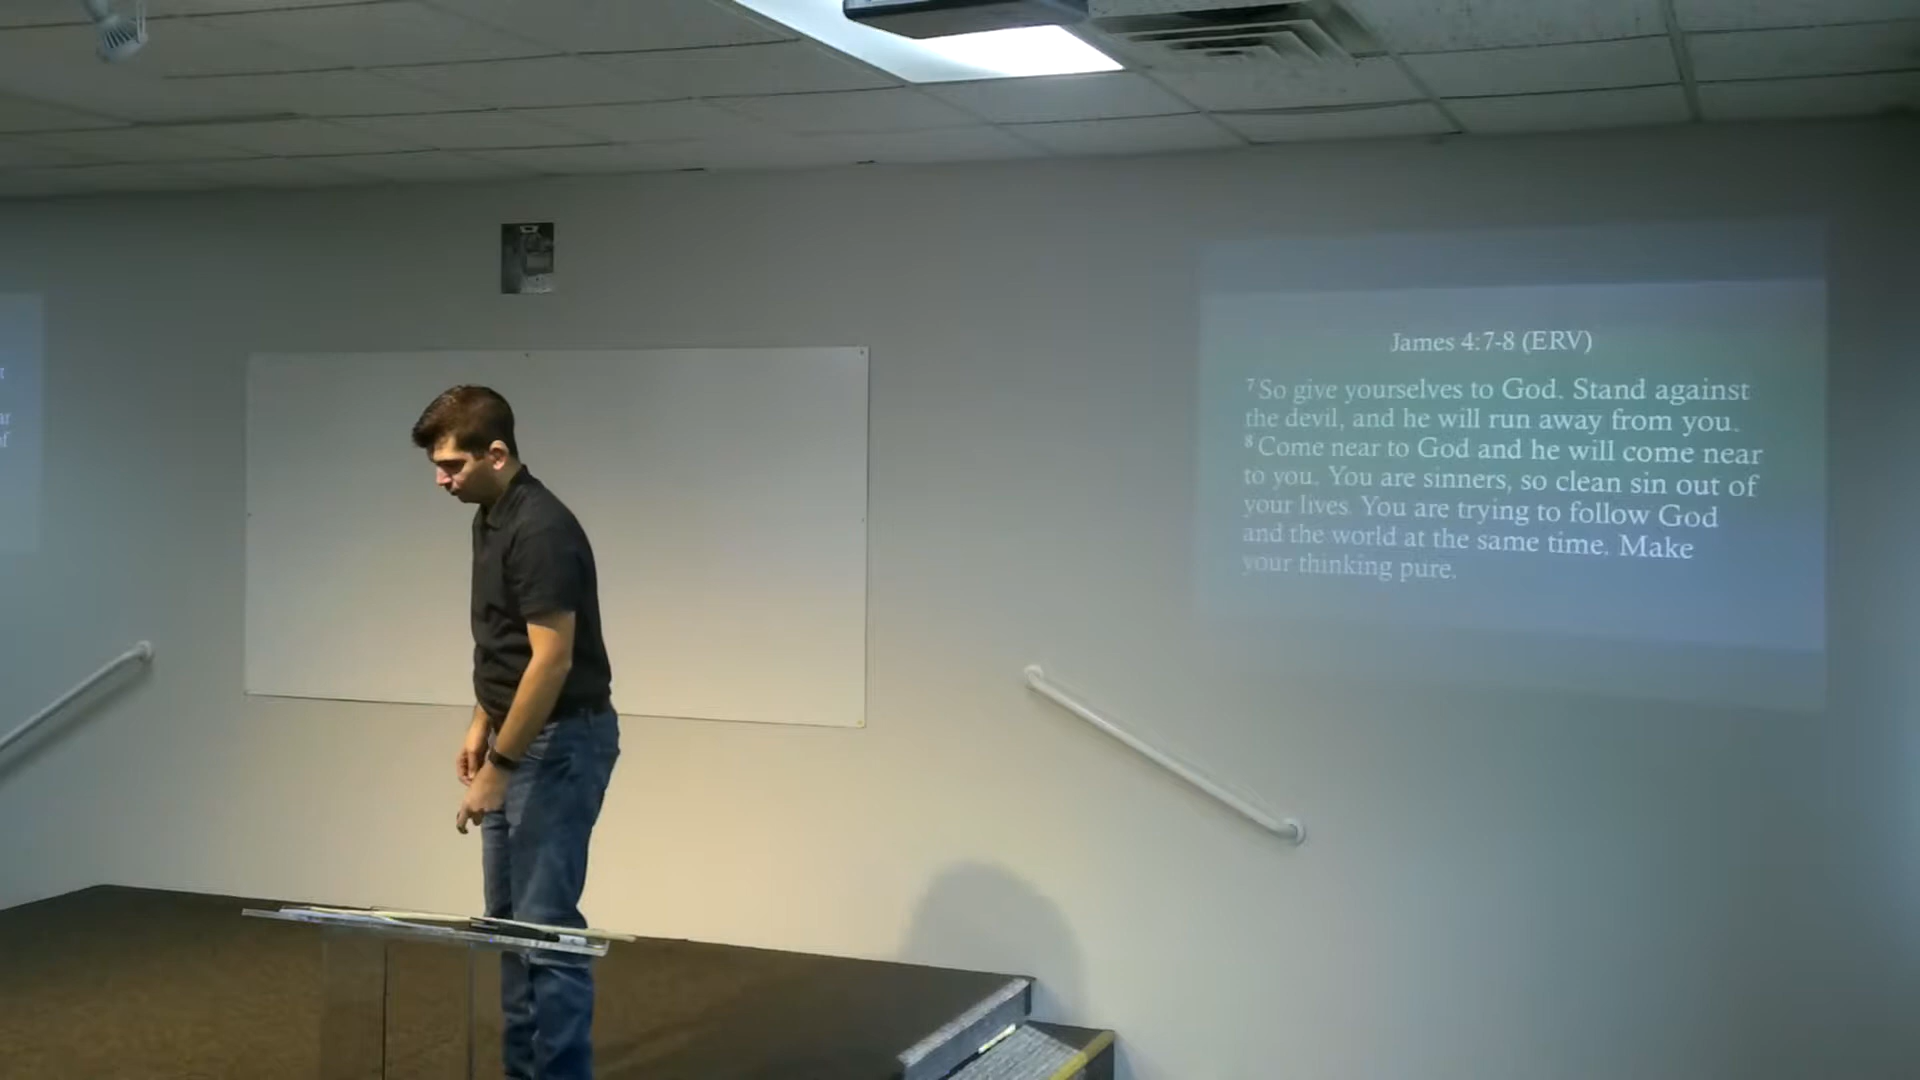 James 4:7-8 (ERV)
7 So give yourselves to God. Stand against
the devil, and he will run away from you.
8 Come near to God and he will come near
to you. You are sinners, so clean sin out of
your lives. You are trying to follow God
and the world at the same time. Make
your thinking pure.